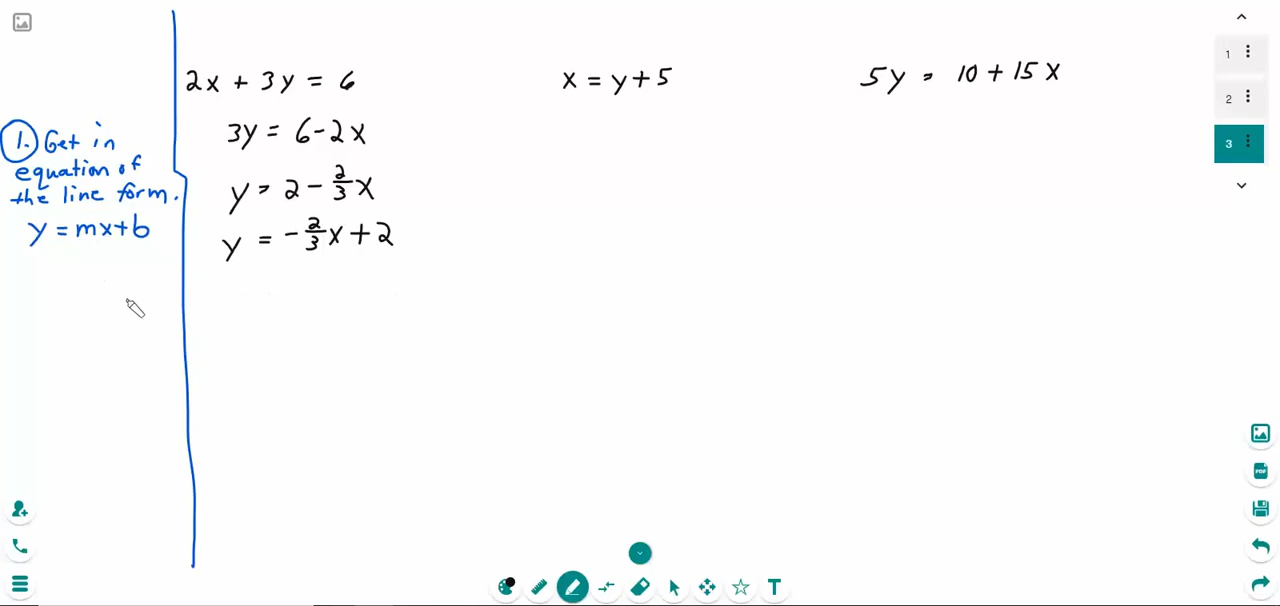 1. Get in
equation of
the line form.
y = mx+b
2x + 3y = 6
3y = 6-2x
y = 2 - 2/3 x
y = - 2/3 x + 2
x = y + 5
5y = 10 + 15x
1
2
3
PDF
T